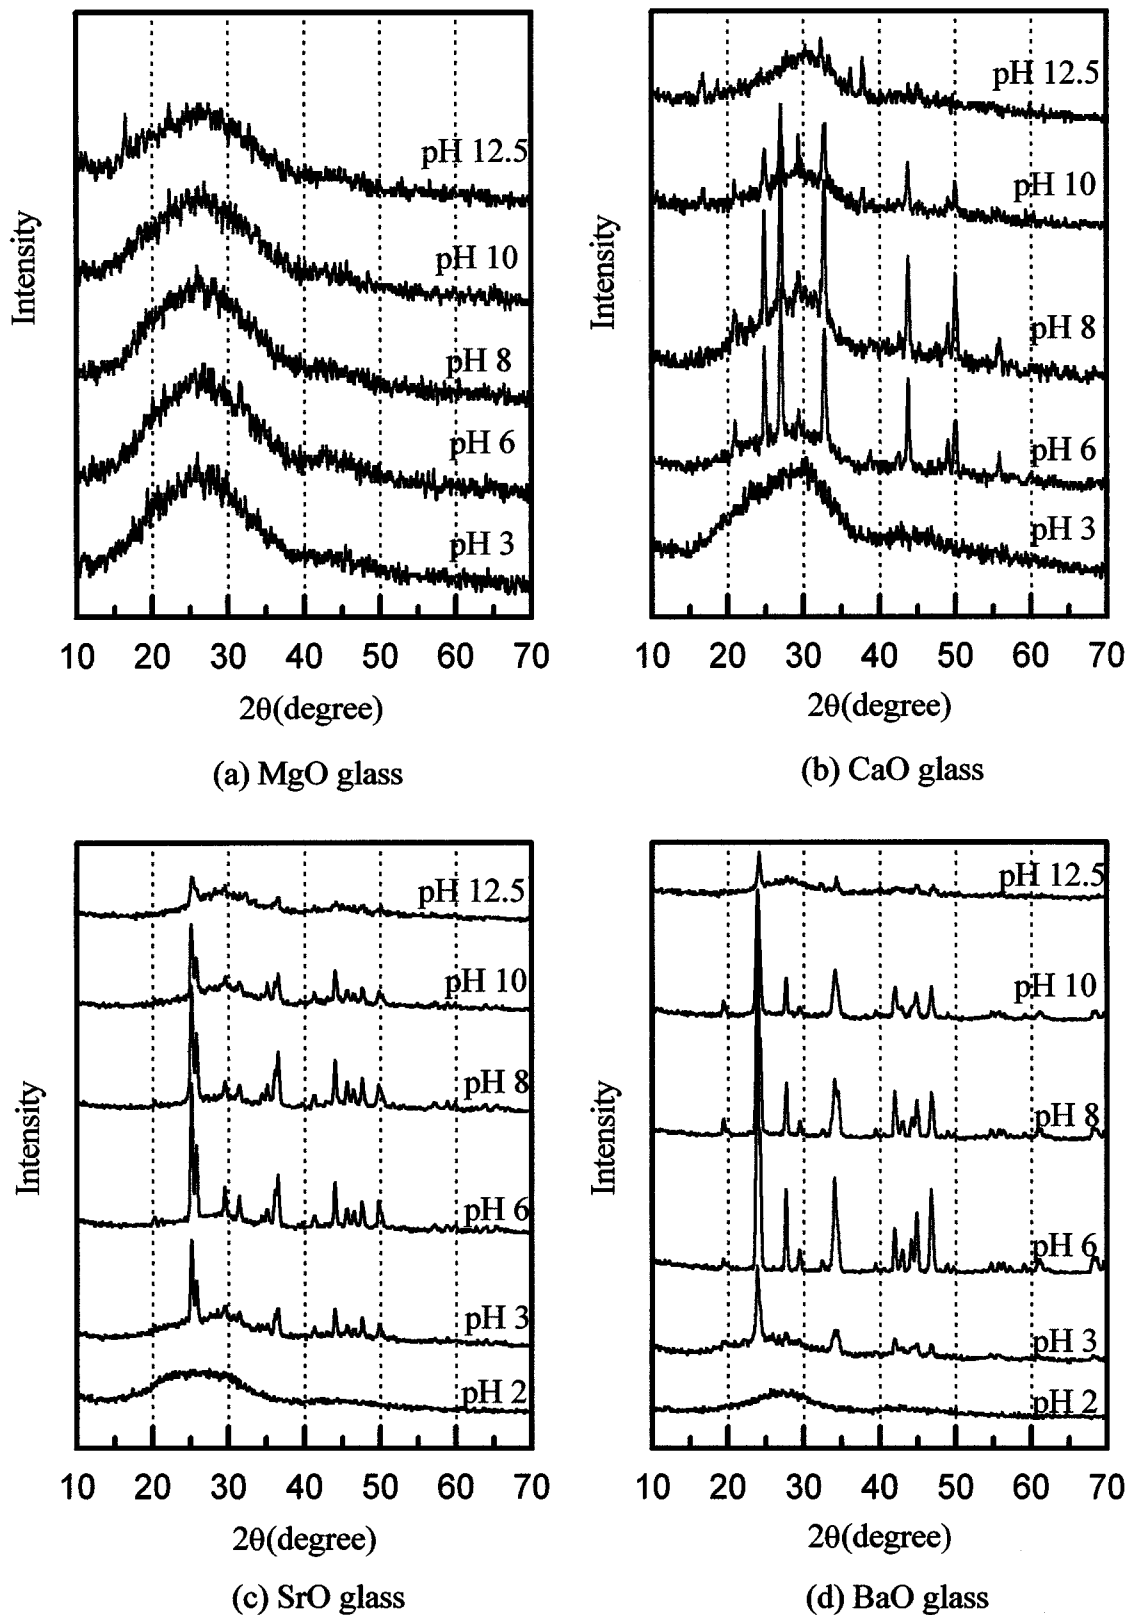 Intensity
pH 12.5
pH 10
pH 8
pH 6
pH 3
10 20 30 40 50 60 70
2θ(degree)
(a) MgO glass
Intensity
pH 12.5
pH 10
pH 8
pH 6
pH 3
10 20 30 40 50 60 70
2θ(degree)
(b) CaO glass
Intensity
pH 12.5
pH 10
pH 8
pH 6
pH 3
pH 2
10 20 30 40 50 60 70
2θ(degree)
(c) SrO glass
Intensity
pH 12.5
pH 10
pH 8
pH 6
pH 3
pH 2
10 20 30 40 50 60 70
2θ(degree)
(d) BaO glass